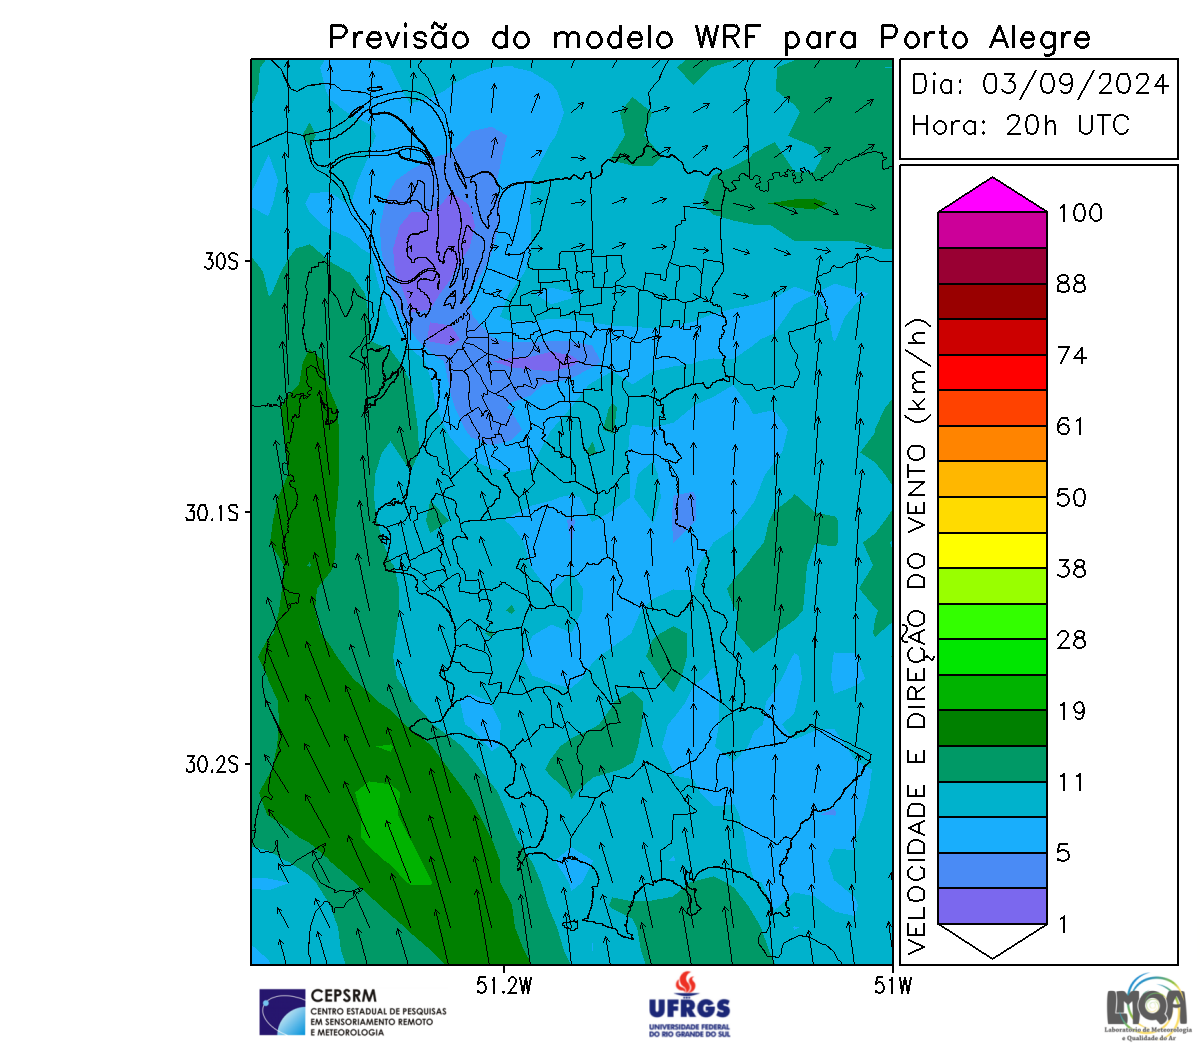 Previsão do modelo WRF para Porto Alegre
Dia: 03/09/2024
Hora: 20h UTC
30S
30.1S
30.2S
51.2W
51W
VELOCIDADE E DIREÇÃO DO VENTO (km/h)
100
88
74
61
50
38
28
19
11
5
1
CEPSRM
CENTRO ESTADUAL DE PESQUISAS
EM SENSORIAMENTO REMOTO
E METEOROLOGIA
UFRGS
UNIVERSIDADE FEDERAL
DO RIO GRANDE DO SUL
LMQA
Laboratório de Meteorologia
e Qualidade do Ar